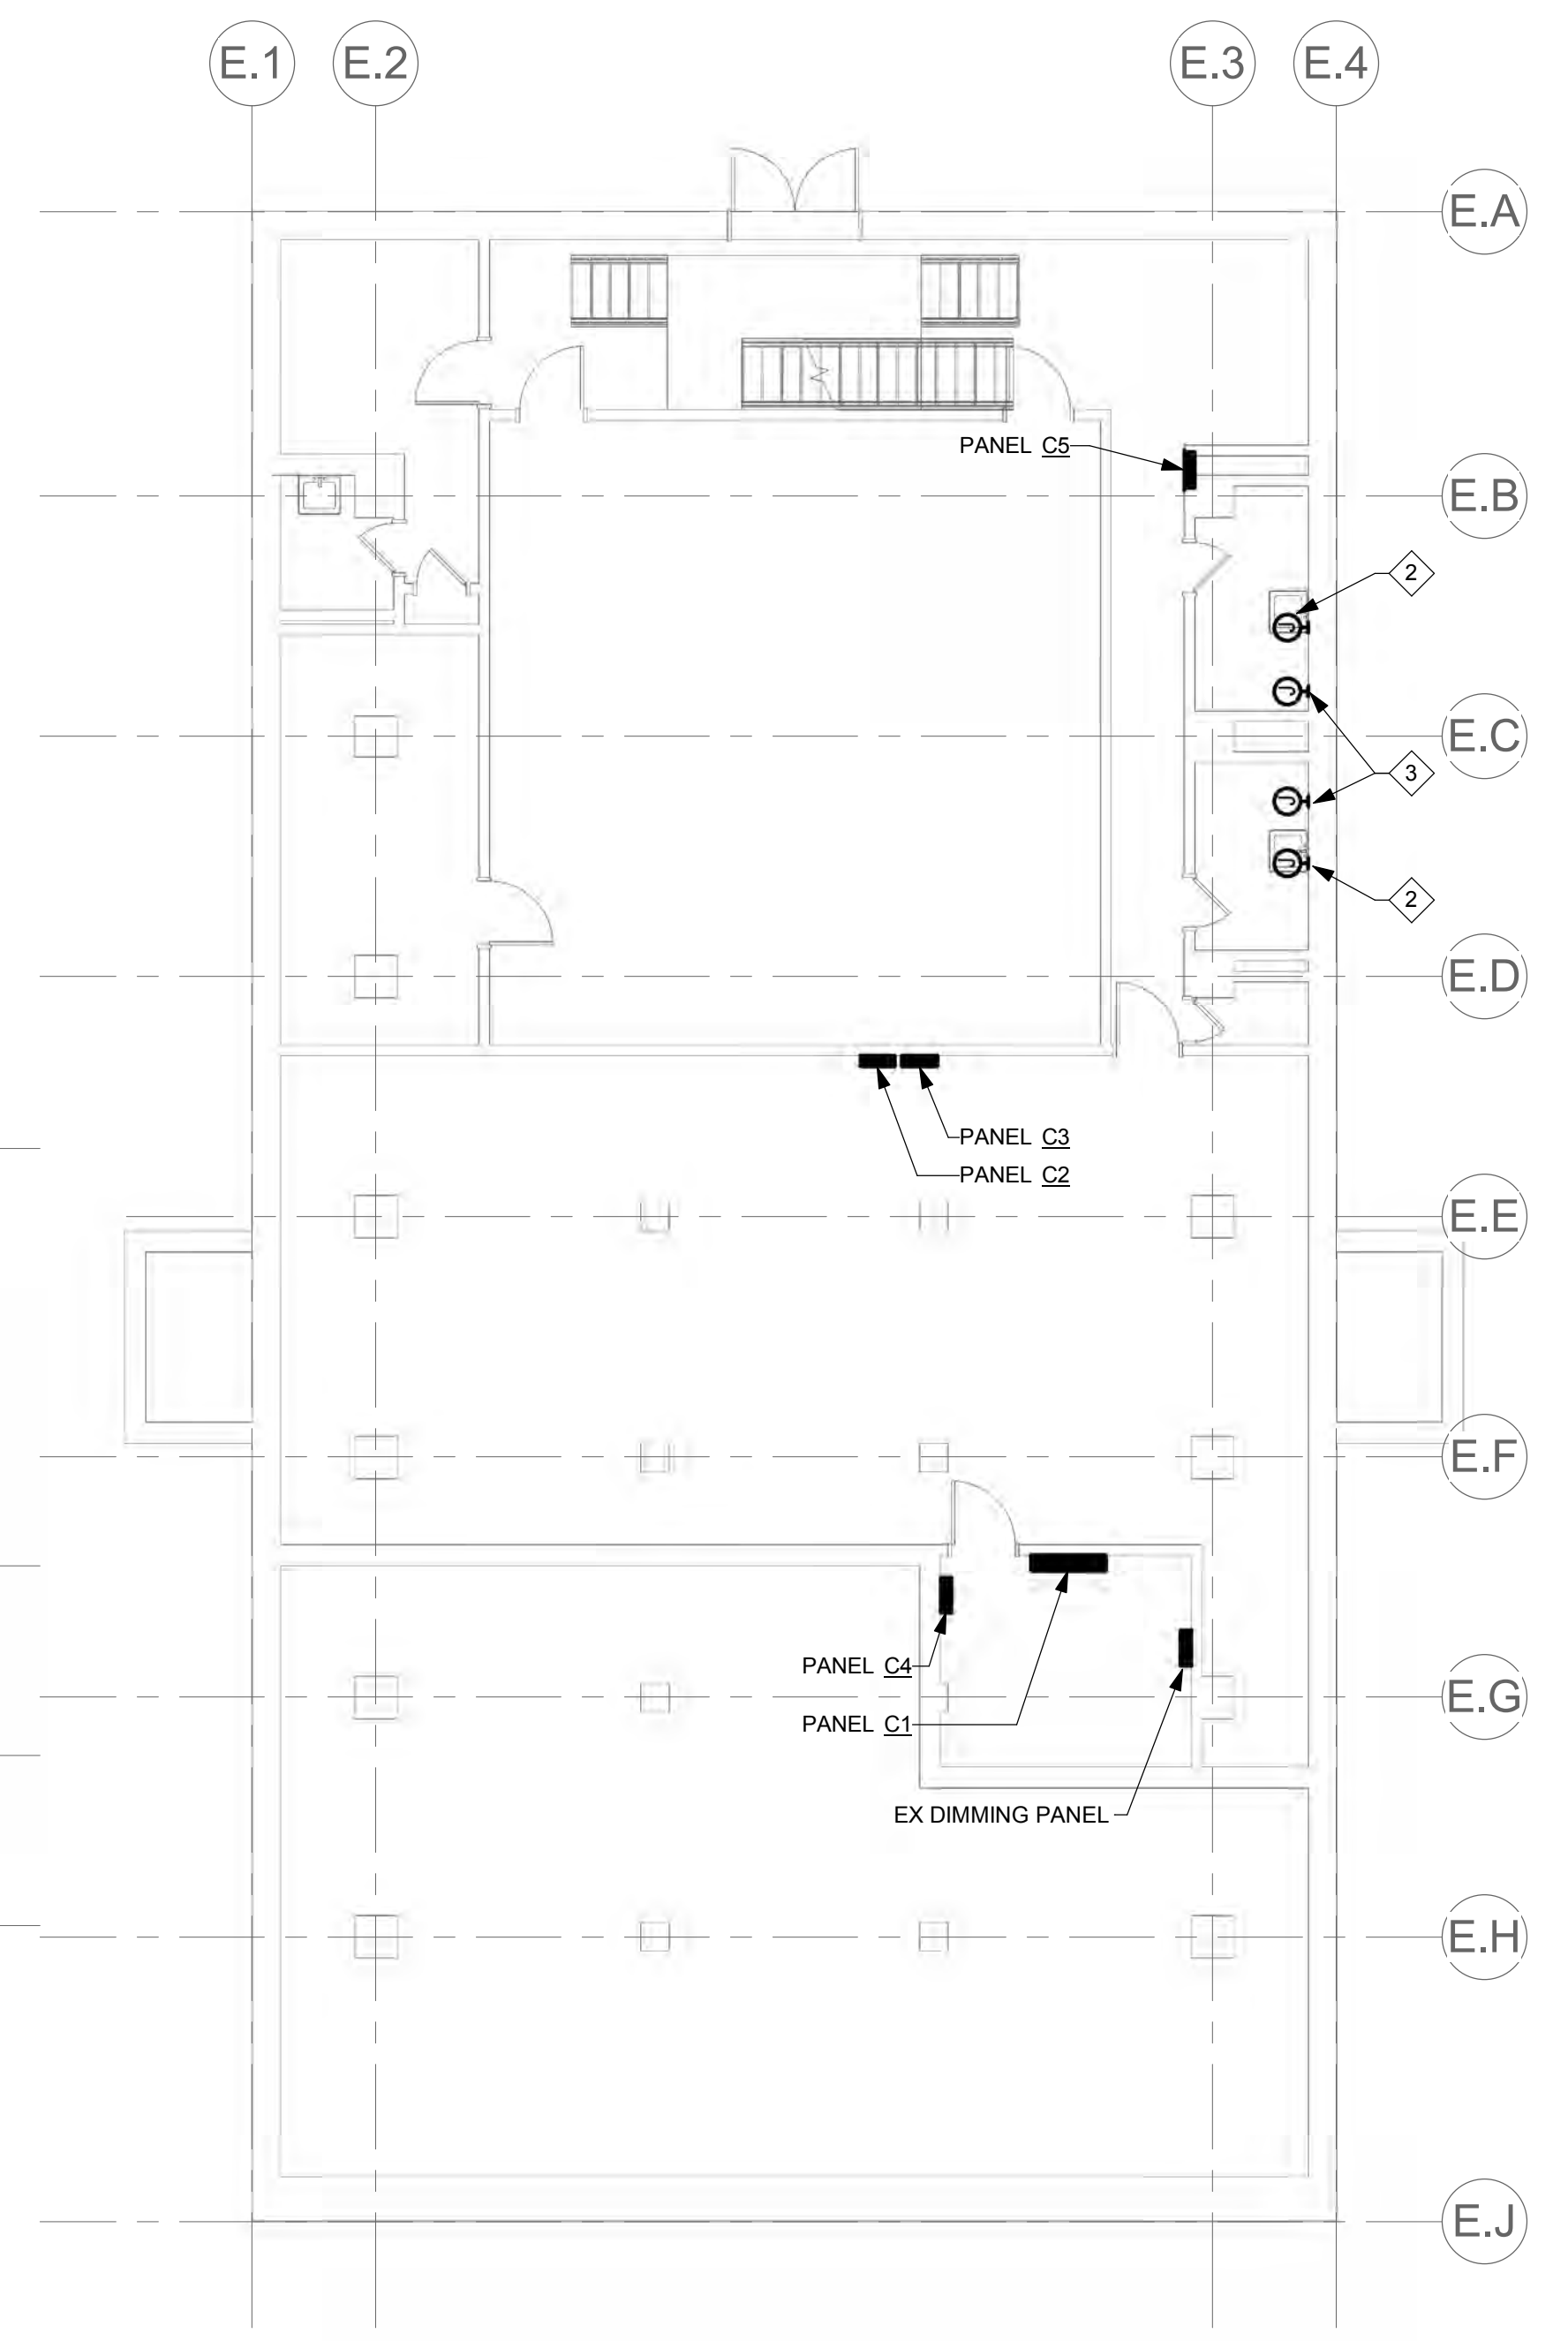 E.1
E.2
E.3
E.4
E.A
PANEL C5
E.B
2
E.C
3
2
E.D
PANEL C3
PANEL C2
E.E
E.F
PANEL C4
E.G
PANEL C1
EX DIMMING PANEL
E.H
E.J
J
J
J
J